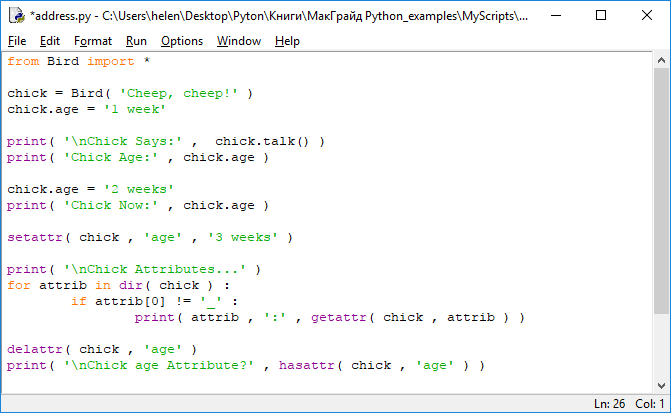 *address.py - C:\Users\helen\Desktop\Pyton\Книги\МакГрайд Python_examples\MyScripts\...
File Edit Format Run Options Window Help
from Bird import *
chick = Bird( 'Cheep, cheep!' )
chick.age = '1 week'
print( '\nChick Says:' ,  chick.talk() )
print( 'Chick Age:' , chick.age )
chick.age = '2 weeks'
print( 'Chick Now:' , chick.age )
setattr( chick , 'age' , '3 weeks' )
print( '\nChick Attributes...' )
for attrib in dir( chick ) :
        if attrib[0] != '_' :
                print( attrib , ':' , getattr( chick , attrib ) )
delattr( chick , 'age' )
print( '\nChick age Attribute?' , hasattr( chick , 'age' ) )
Ln: 26 Col: 1